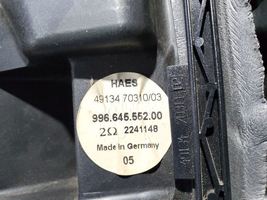 HAES
49134 70310/03
996.645.552.00
2Ω 2241148
Made in Germany
05